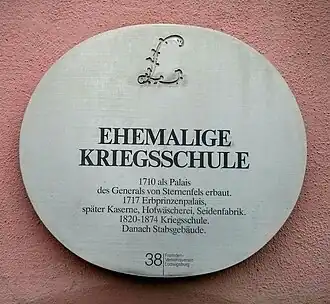 L
EHEMALIGE
KRIEGSSCHULE
1710 als Palais
des Generals von Sternenfels erbaut.
1717 Erbprinzenpalais,
später Kaserne, Hofwäscherei, Seidenfabrik.
1820-1874 Kriegsschule.
Danach Stabsgebäude.
38
Ludwigsburg